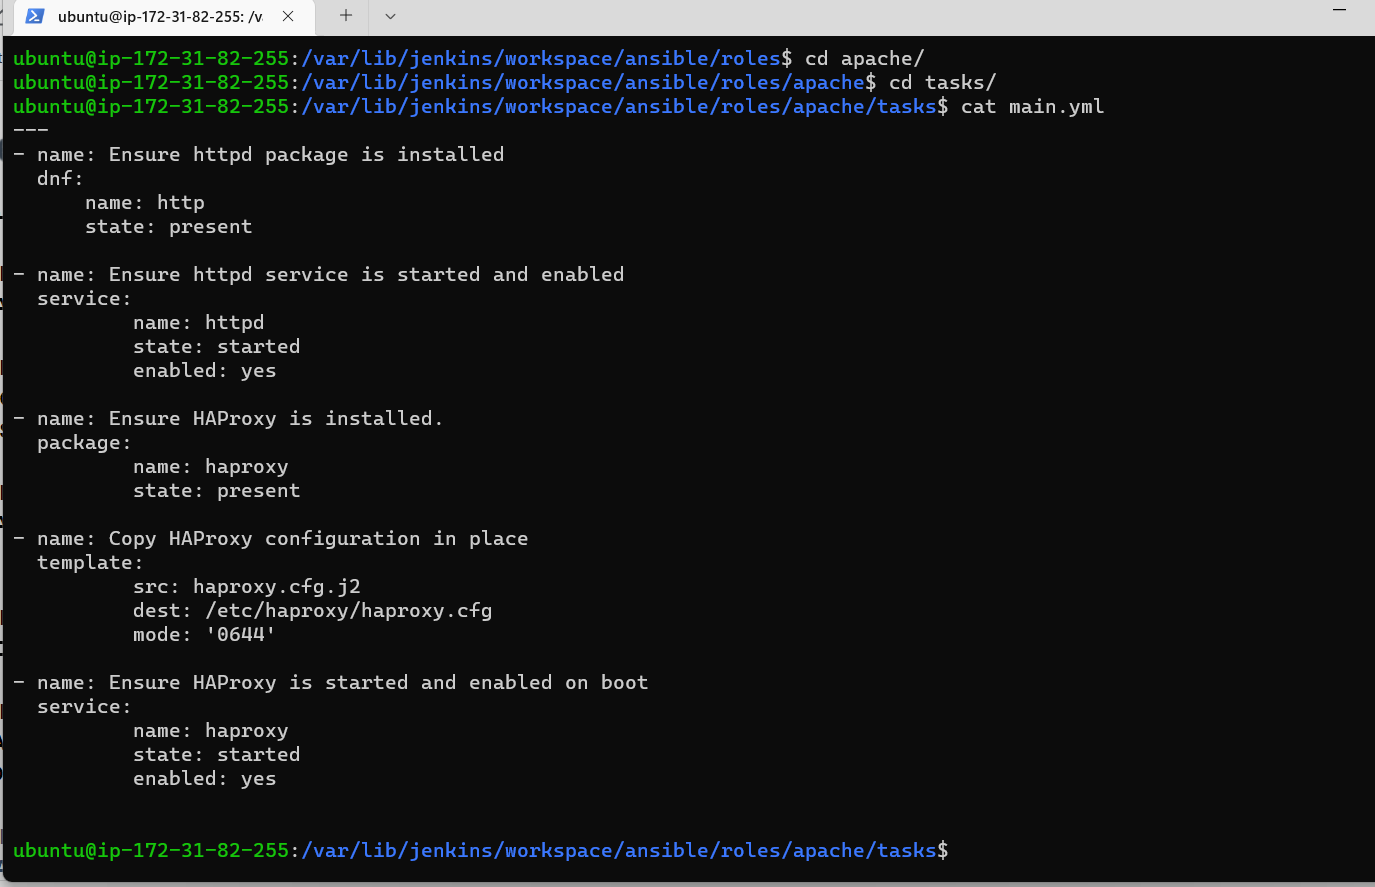 ubuntu@ip-172-31-82-255: /va
ubuntu@ip-172-31-82-255:/var/lib/jenkins/workspace/ansible/roles$ cd apache/
ubuntu@ip-172-31-82-255:/var/lib/jenkins/workspace/ansible/roles/apache$ cd tasks/
ubuntu@ip-172-31-82-255:/var/lib/jenkins/workspace/ansible/roles/apache/tasks$ cat main.yml
---
- name: Ensure httpd package is installed
  dnf:
      name: http
      state: present

- name: Ensure httpd service is started and enabled
  service:
          name: httpd
          state: started
          enabled: yes

- name: Ensure HAProxy is installed.
  package:
          name: haproxy
          state: present

- name: Copy HAProxy configuration in place
  template:
          src: haproxy.cfg.j2
          dest: /etc/haproxy/haproxy.cfg
          mode: '0644'

- name: Ensure HAProxy is started and enabled on boot
  service:
          name: haproxy
          state: started
          enabled: yes

ubuntu@ip-172-31-82-255:/var/lib/jenkins/workspace/ansible/roles/apache/tasks$